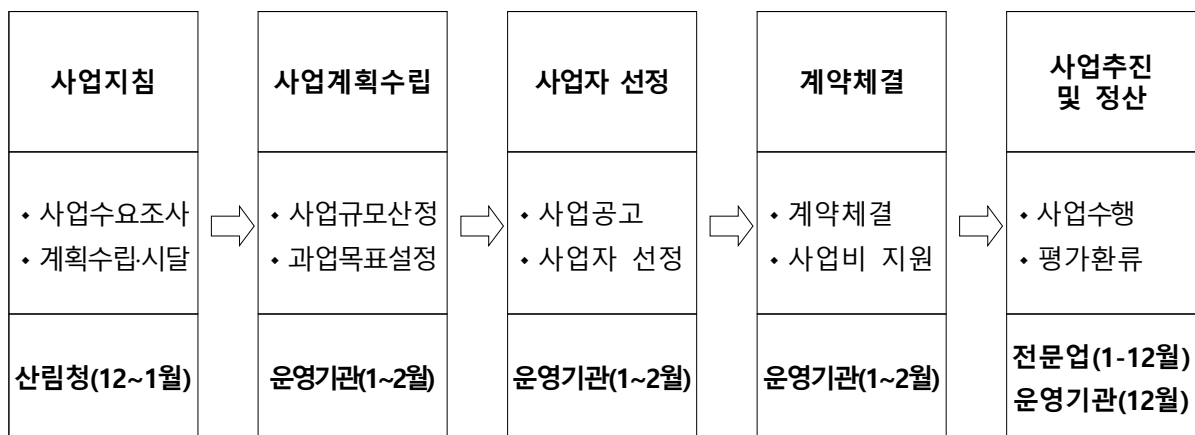 사업지침
사업계획수립
사업자 선정
계약체결
사업추진
및 정산
⬥ 사업수요조사
⬥ 계획수립·시달
⬥ 사업규모산정
⬥ 과업목표설정
⬥ 사업공고
⬥ 사업자 선정
⬥ 계약체결
⬥ 사업비 지원
⬥ 사업수행
⬥ 평가환류
산림청(12~1월)
운영기관(1~2월)
운영기관(1~2월)
운영기관(1~2월)
전문업(1-12월)
운영기관(12월)